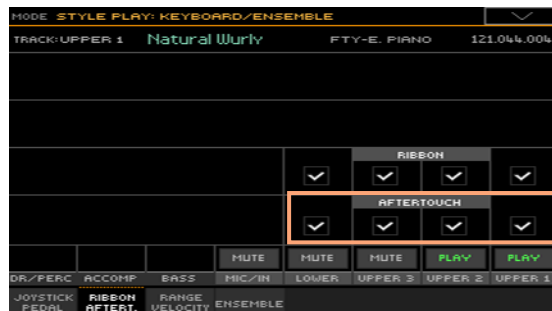 MODE STYLE PLAY: KEYBOARD/ENSEMBLE
TRACK:UPPER 1 Natural Wurly FTY-E. PIANO 121.044.004
RIBBON
AFTERTOUCH
MUTE MUTE MUTE PLAY PLAY
DR/PERC ACCOMP BASS MIC/IN LOWER UPPER 3 UPPER 2 UPPER 1
JOYSTICK PEDAL RIBBON AFTERT. RANGE VELOCITY ENSEMBLE